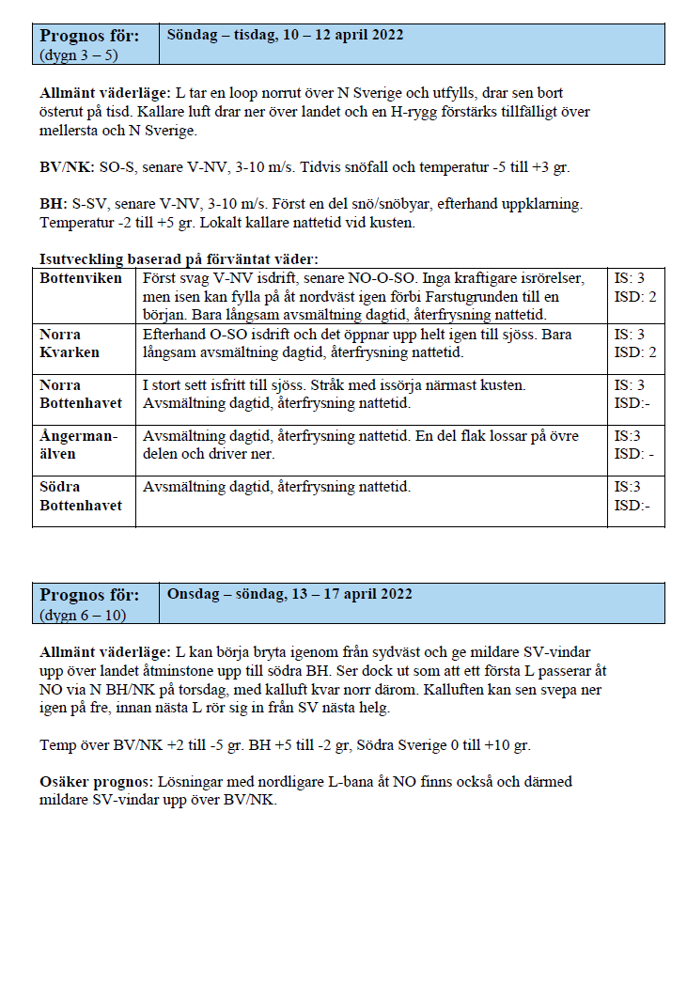 Prognos för:
(dygn 3 – 5)
Söndag – tisdag, 10 – 12 april 2022
Allmänt väderläge: L tar en loop norrut över N Sverige och utfylls, drar sen bort
österut på tisd. Kallare luft drar ner över landet och en H-rygg förstärks tillfälligt över
mellersta och N Sverige.
BV/NK: SO-S, senare V-NV, 3-10 m/s. Tidvis snöfall och temperatur -5 till +3 gr.
BH: S-SV, senare V-NV, 3-10 m/s. Först en del snö/snöbyar, efterhand uppklarning.
Temperatur -2 till +5 gr. Lokalt kallare nattetid vid kusten.
Isutveckling baserad på förväntat väder:
Bottenviken
Först svag V-NV isdrift, senare NO-O-SO. Inga kraftigare isrörelser,
men isen kan fylla på åt nordväst igen förbi Farstugrunden till en
början. Bara långsam avsmältning dagtid, återfrysning nattetid.
IS: 3
ISD: 2
Norra
Kvarken
Efterhand O-SO isdrift och det öppnar upp helt igen till sjöss. Bara
långsam avsmältning dagtid, återfrysning nattetid.
IS: 3
ISD: 2
Norra
Bottenhavet
I stort sett isfritt till sjöss. Stråk med issörja närmast kusten.
Avsmältning dagtid, återfrysning nattetid.
IS: 3
ISD:-
Ångerman-
älven
Avsmältning dagtid, återfrysning nattetid. En del flak lossar på övre
delen och driver ner.
IS:3
ISD: -
Södra
Bottenhavet
Avsmältning dagtid, återfrysning nattetid.
IS:3
ISD:-
Prognos för:
(dygn 6 – 10)
Onsdag – söndag, 13 – 17 april 2022
Allmänt väderläge: L kan börja bryta igenom från sydväst och ge mildare SV-vindar
upp över landet åtminstone upp till södra BH. Ser dock ut som att ett första L passerar åt
NO via N BH/NK på torsdag, med kalluft kvar norr därom. Kalluften kan sen svepa ner
igen på fre, innan nästa L rör sig in från SV nästa helg.
Temp över BV/NK +2 till -5 gr. BH +5 till -2 gr, Södra Sverige 0 till +10 gr.
Osäker prognos: Lösningar med nordligare L-bana åt NO finns också och därmed
mildare SV-vindar upp över BV/NK.